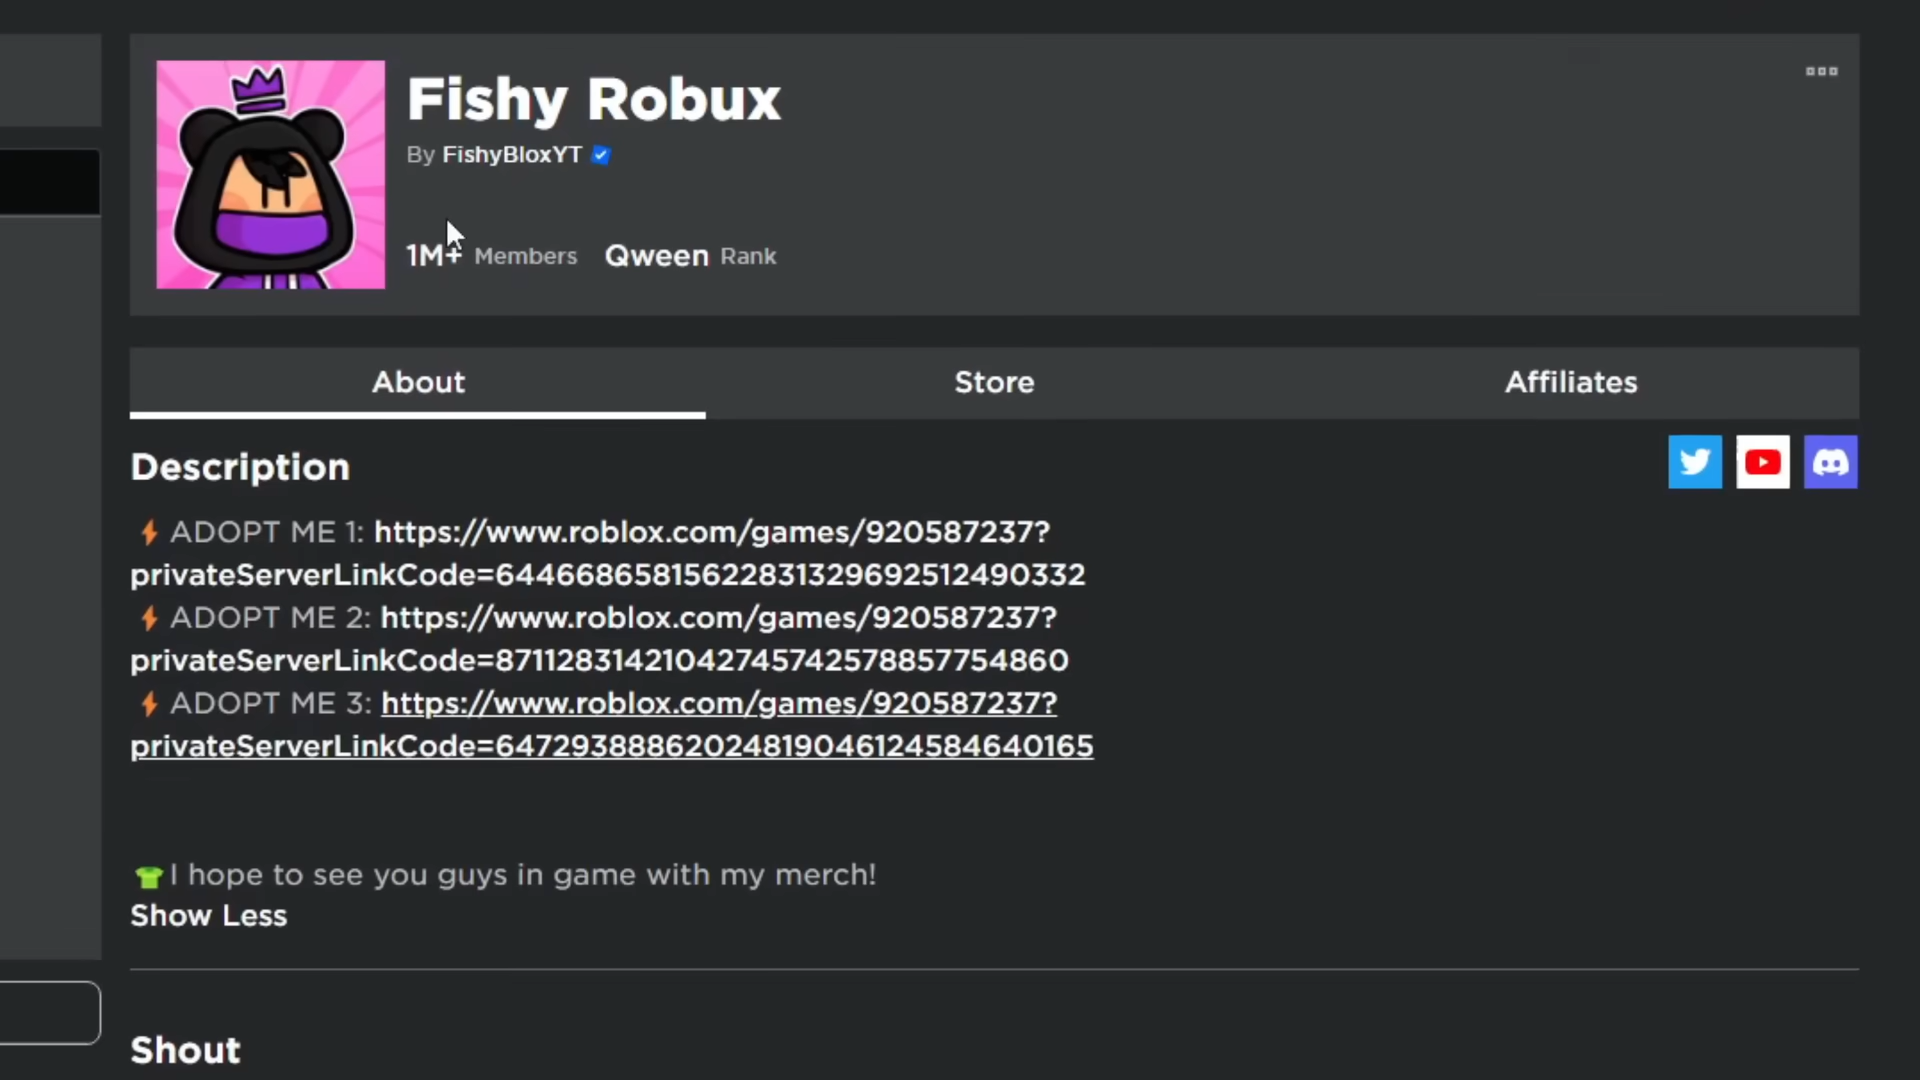 Fishy Robux
By FishyBloxYT
1M+ Members Qween Rank
About Store Affiliates
Description
⚡ ADOPT ME 1: https://www.roblox.com/games/920587237?
privateServerLinkCode=64466865815622831329692512490332
⚡ ADOPT ME 2: https://www.roblox.com/games/920587237?
privateServerLinkCode=87112831421042745742578857754860
⚡ ADOPT ME 3: https://www.roblox.com/games/920587237?
privateServerLinkCode=64729388862024819046124584640165
👕I hope to see you guys in game with my merch!
Show Less
Shout